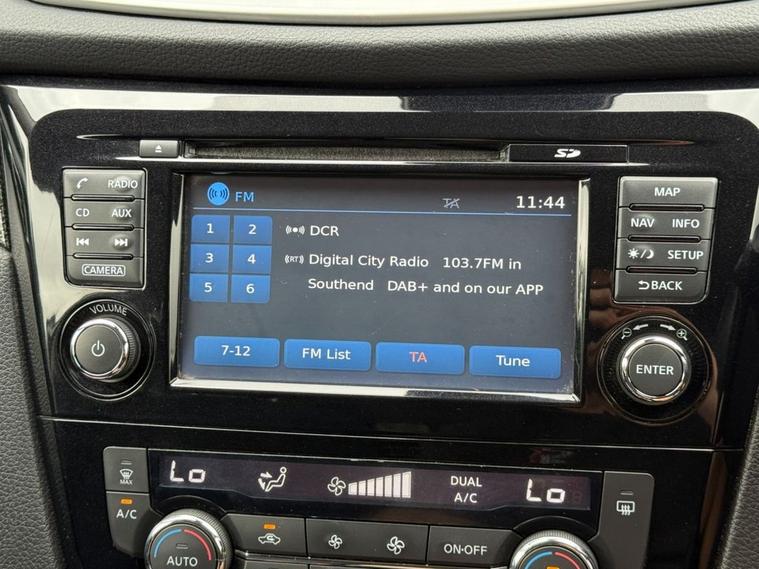 SD
RADIO
CD AUX
CAMERA
VOLUME
FM TA 11:44
1 2
3 4
5 6
DCR
(RT) Digital City Radio 103.7FM in
Southend DAB+ and on our APP
7-12 FM List TA Tune
MAP
NAV INFO
SETUP
BACK
ENTER
MAX
A/C
Lo
DUAL
A/C
Lo
AUTO
ON·OFF